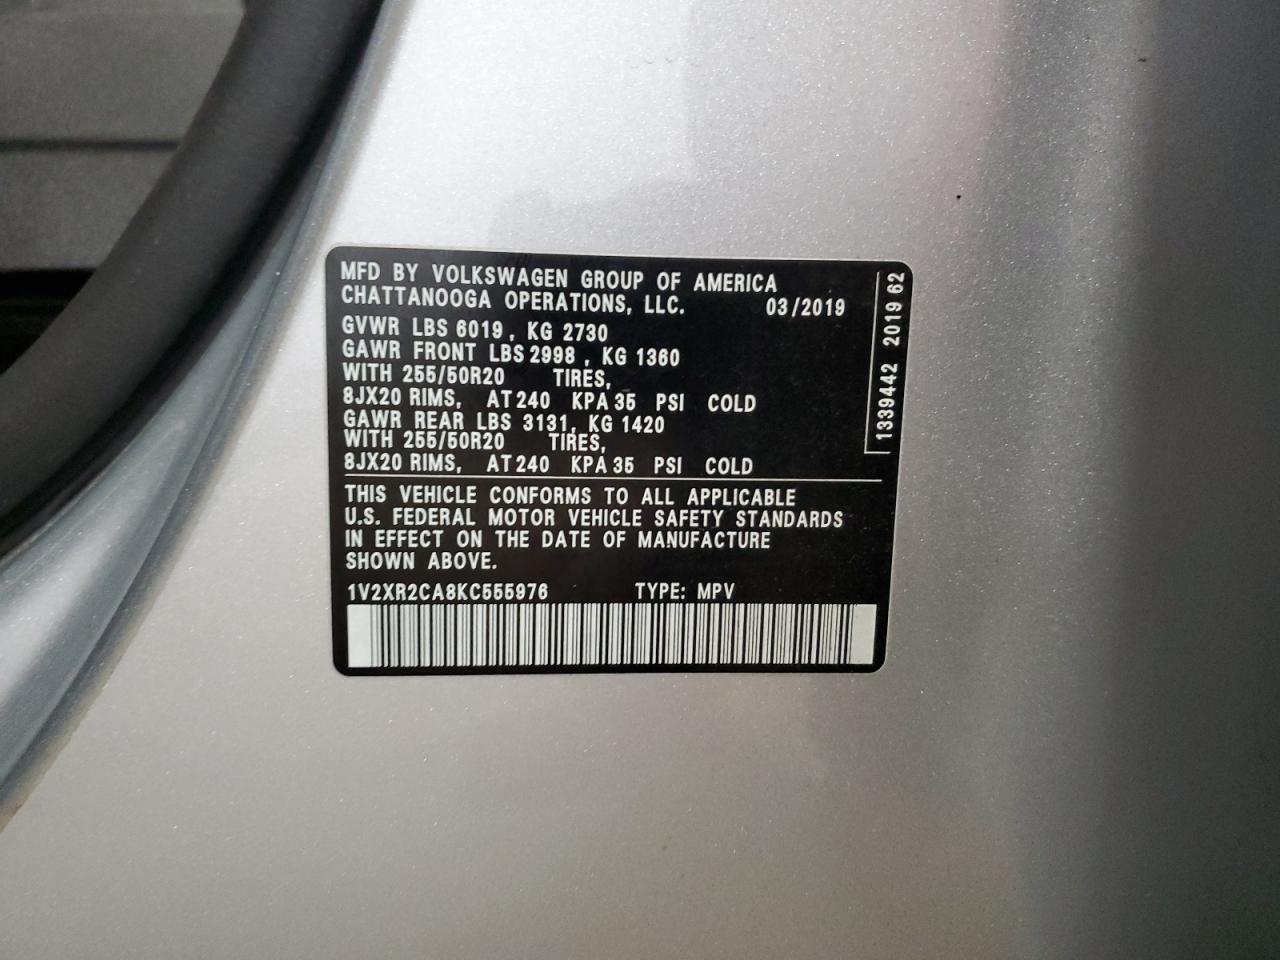 MFD BY VOLKSWAGEN GROUP OF AMERICA
CHATTANOOGA OPERATIONS, LLC. 03/2019
GVWR LBS 6019, KG 2730
GAWR FRONT LBS 2998, KG 1360
WITH 255/50R20 TIRES,
8JX20 RIMS, AT 240 KPA 35 PSI COLD
GAWR REAR LBS 3131, KG 1420
WITH 255/50R20 TIRES,
8JX20 RIMS, AT 240 KPA 35 PSI COLD
THIS VEHICLE CONFORMS TO ALL APPLICABLE
U.S. FEDERAL MOTOR VEHICLE SAFETY STANDARDS
IN EFFECT ON THE DATE OF MANUFACTURE
SHOWN ABOVE.
1V2XR2CA8KC555976 TYPE: MPV
1339442 2019 62